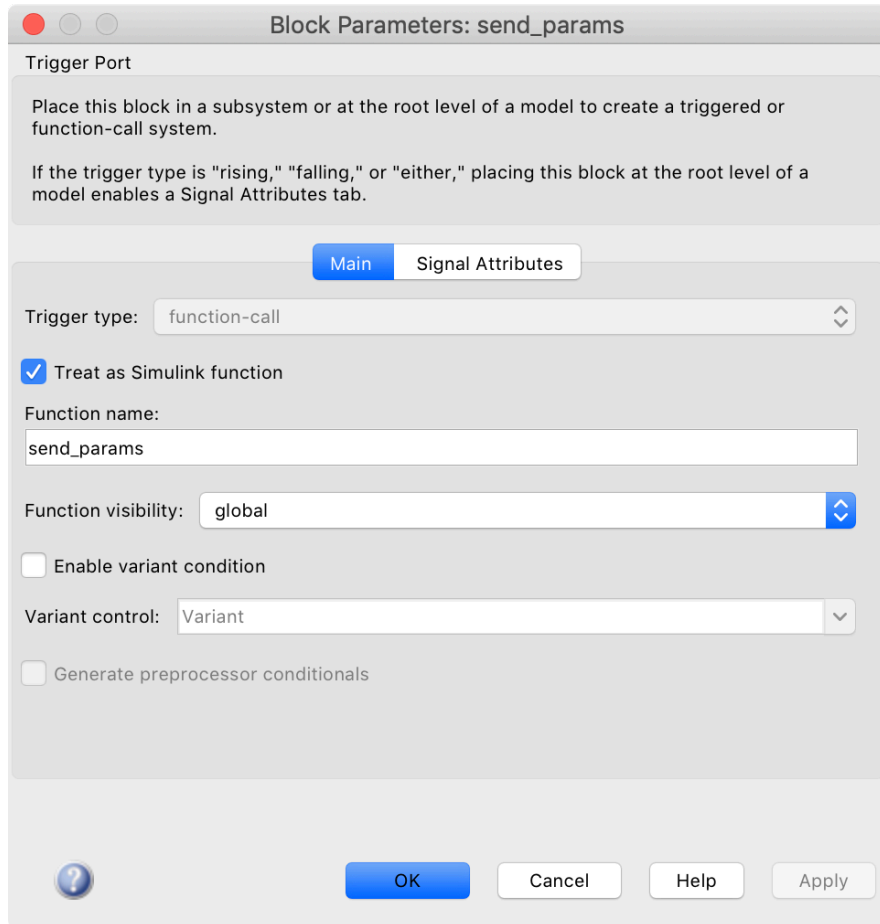 Block Parameters: send_params
Trigger Port
Place this block in a subsystem or at the root level of a model to create a triggered or
function-call system.
If the trigger type is "rising," "falling," or "either," placing this block at the root level of a
model enables a Signal Attributes tab.
Main Signal Attributes
Trigger type: function-call
Treat as Simulink function
Function name:
send_params
Function visibility: global
Enable variant condition
Variant control: Variant
Generate preprocessor conditionals
? OK Cancel Help Apply